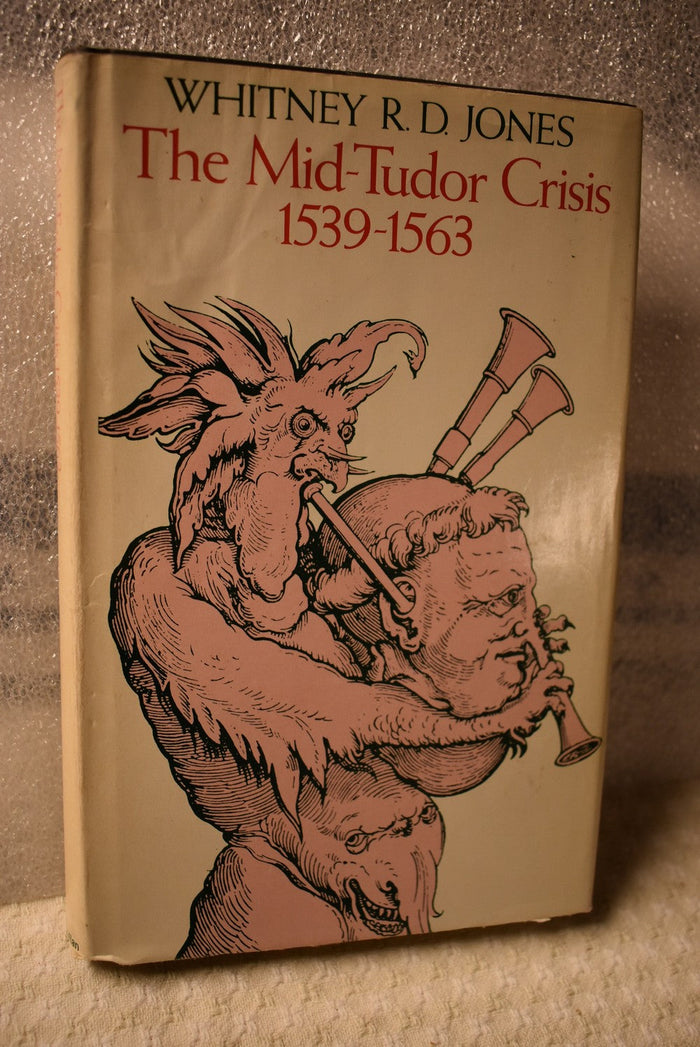 WHITNEY R. D. JONES
The Mid-Tudor Crisis
1539-1563